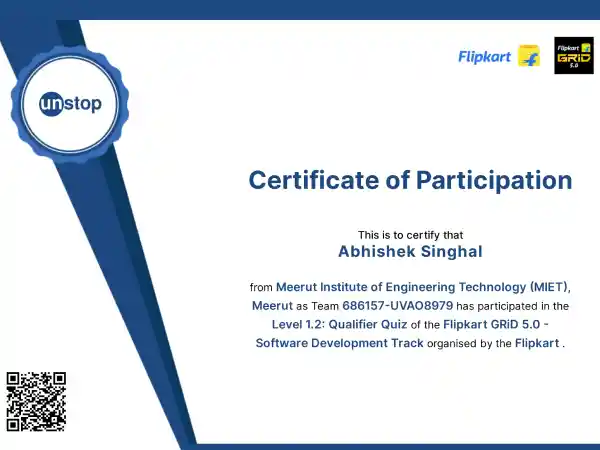 Flipkart
Flipkart
GRiD
5.0
unstop
Certificate of Participation
This is to certify that
Abhishek Singhal
from Meerut Institute of Engineering Technology (MIET),
Meerut as Team 686157-UVAO8979 has participated in the
Level 1.2: Qualifier Quiz of the Flipkart GRiD 5.0 -
Software Development Track organised by the Flipkart .